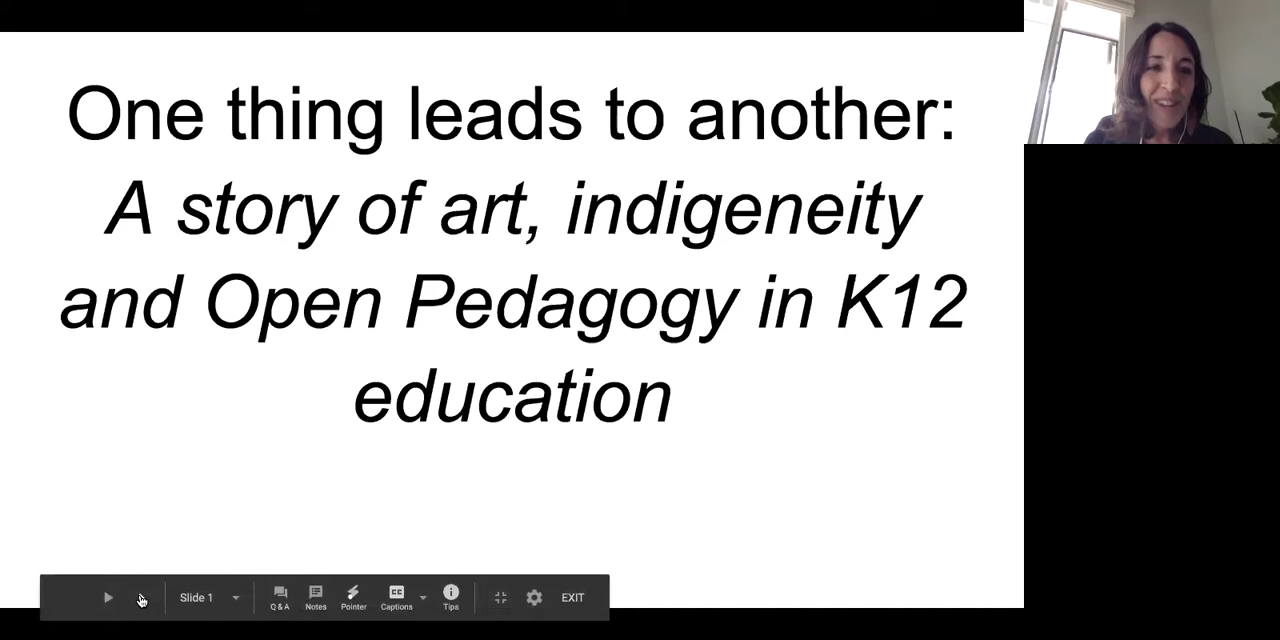 One thing leads to another:
A story of art, indigeneity
and Open Pedagogy in K12
education
Slide 1
Q & A
Notes
Pointer
CC
Captions
Tips
EXIT